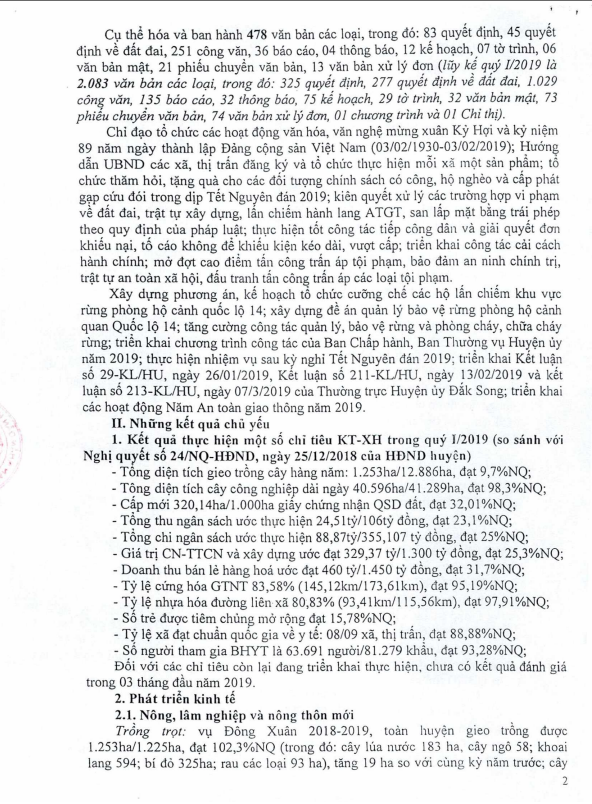 Cụ thể hóa và ban hành 478 văn bản các loại, trong đó: 83 quyết định, 45 quyết
định về đất đai, 251 công văn, 36 báo cáo, 04 thông báo, 12 kế hoạch, 07 tờ trình, 06
văn bản mật, 21 phiếu chuyển văn bản, 13 văn bản xử lý đơn (lũy kế quý I/2019 là
2.083 văn bản các loại, trong đó: 325 quyết định, 277 quyết định về đất đai, 1.029
công văn, 135 báo cáo, 32 thông báo, 75 kế hoạch, 29 tờ trình, 32 văn bản mật, 73
phiếu chuyển văn bản, 74 văn bản xử lý đơn, 01 chương trình và 01 Chỉ thị).
Chỉ đạo tổ chức các hoạt động văn hóa, văn nghệ mừng xuân Kỷ Hợi và kỷ niệm
89 năm ngày thành lập Đảng cộng sản Việt Nam (03/02/1930-03/02/2019); Hướng
dẫn UBND các xã, thị trấn đăng ký và tổ chức thực hiện mỗi xã một sản phẩm; tổ
chức thăm hỏi, tặng quà cho các đối tượng chính sách có công, hộ nghèo và cấp phát
gạp cứu đói trong dịp Tết Nguyên đán 2019; kiên quyết xử lý các trường hợp vi phạm
về đất đai, trật tự xây dựng, lấn chiếm hành lang ATGT, san lấp mặt bằng trái phép
theo quy định của pháp luật; thực hiện tốt công tác tiếp công dân và giải quyết đơn
khiếu nại, tố cáo không để khiếu kiện kéo dài, vượt cấp; triển khai công tác cải cách
hành chính; mở đợt cao điểm tấn công trấn áp tội phạm, bảo đảm an ninh chính trị,
trật tự an toàn xã hội, đấu tranh tấn công trấn áp các loại tội phạm.
Xây dựng phương án, kế hoạch tổ chức cưỡng chế các hộ lấn chiếm khu vực
rừng phòng hộ cảnh quốc lộ 14; xây dựng đề án quản lý bảo vệ rừng phòng hộ cảnh
quan Quốc lộ 14; tăng cường công tác quản lý, bảo vệ rừng và phòng cháy, chữa cháy
rừng; triển khai chương trình công tác của Ban Chấp hành, Ban Thường vụ Huyện ủy
năm 2019; thực hiện nhiệm vụ sau kỳ nghỉ Tết Nguyên đán 2019; triển khai Kết luận
số 29-KL/HU, ngày 26/01/2019, Kết luận số 211-KL/HU, ngày 13/02/2019 và kết
luận số 213-KL/HU, ngày 07/3/2019 của Thường trực Huyện ủy Đắk Song; triển khai
các hoạt động Năm An toàn giao thông năm 2019.
II. Những kết quả chủ yếu
1. Kết quả thực hiện một số chỉ tiêu KT-XH trong quý I/2019 (so sánh với
Nghị quyết số 24/NQ-HĐND, ngày 25/12/2018 của HĐND huyện)
- Tổng diện tích gieo trồng cây hàng năm: 1.253ha/12.886ha, đạt 9,7%NQ;
- Tông diện tích cây công nghiệp dài ngày 40.596ha/41.289ha, đạt 98,3%NQ;
- Cấp mới 320,14ha/1.000ha giấy chứng nhận QSD đất, đạt 32,01%NQ;
- Tổng thu ngân sách ước thực hiện 24,51tỷ/106tỷ đồng, đạt 23,1%NQ;
- Tổng chi ngân sách ước thực hiện 88,87tỷ/355,107 tỷ đồng, đạt 25%NQ;
- Giá trị CN-TTCN và xây dựng ước đạt 329,37 tỷ/1.300 tỷ đồng, đạt 25,3%NQ;
- Doanh thu bán lẻ hàng hoá ước đạt 460 tỷ/1.450 tỷ đồng, đạt 31,7%NQ;
- Tỷ lệ cứng hóa GTNT 83,58% (145,12km/173,61km), đạt 95,19%NQ;
- Tỷ lệ nhựa hóa đường liên xã 80,83% (93,41km/115,56km), đạt 97,91%NQ;
- Số trẻ được tiêm chủng mở rộng đạt 15,78%NQ;
- Tỷ lệ xã đạt chuẩn quốc gia về y tế: 08/09 xã, thị trấn, đạt 88,88%NQ;
- Số người tham gia BHYT là 63.691 người/81.279 khẩu, đạt 93,28%NQ;
Đối với các chỉ tiêu còn lại đang triển khai thực hiện, chưa có kết quả đánh giá
trong 03 tháng đầu năm 2019.
2. Phát triển kinh tế
2.1. Nông, lâm nghiệp và nông thôn mới
Trồng trọt: vụ Đông Xuân 2018-2019, toàn huyện gieo trồng được
1.253ha/1.225ha, đạt 102,3%NQ (trong đó: cây lúa nước 183 ha, cây ngô 58; khoai
lang 594; bí đỏ 325ha; rau các loại 93 ha), tăng 19 ha so với cùng kỳ năm trước; cây
2